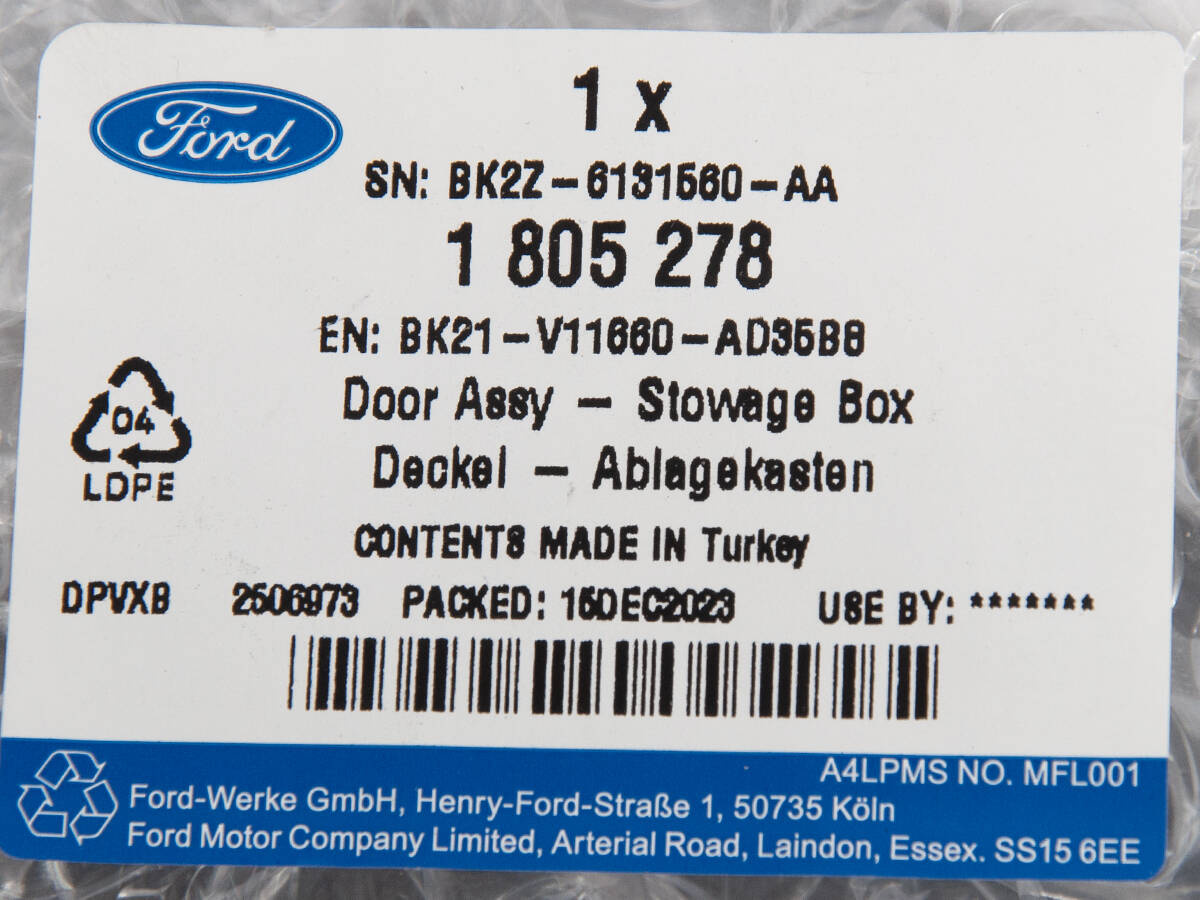 Ford
1 x
SN: BK2Z-6131560-AA
1 805 278
EN: BK21-V11660-AD35B8
Door Assy - Stowage Box
Deckel - Ablagekasten
04
LDPE
CONTENTS MADE IN Turkey
DPVXB 2506973 PACKED: 15DEC2023 USE BY: *******
A4LPMS NO. MFL001
Ford-Werke GmbH, Henry-Ford-Straße 1, 50735 Köln
Ford Motor Company Limited, Arterial Road, Laindon, Essex. SS15 6EE